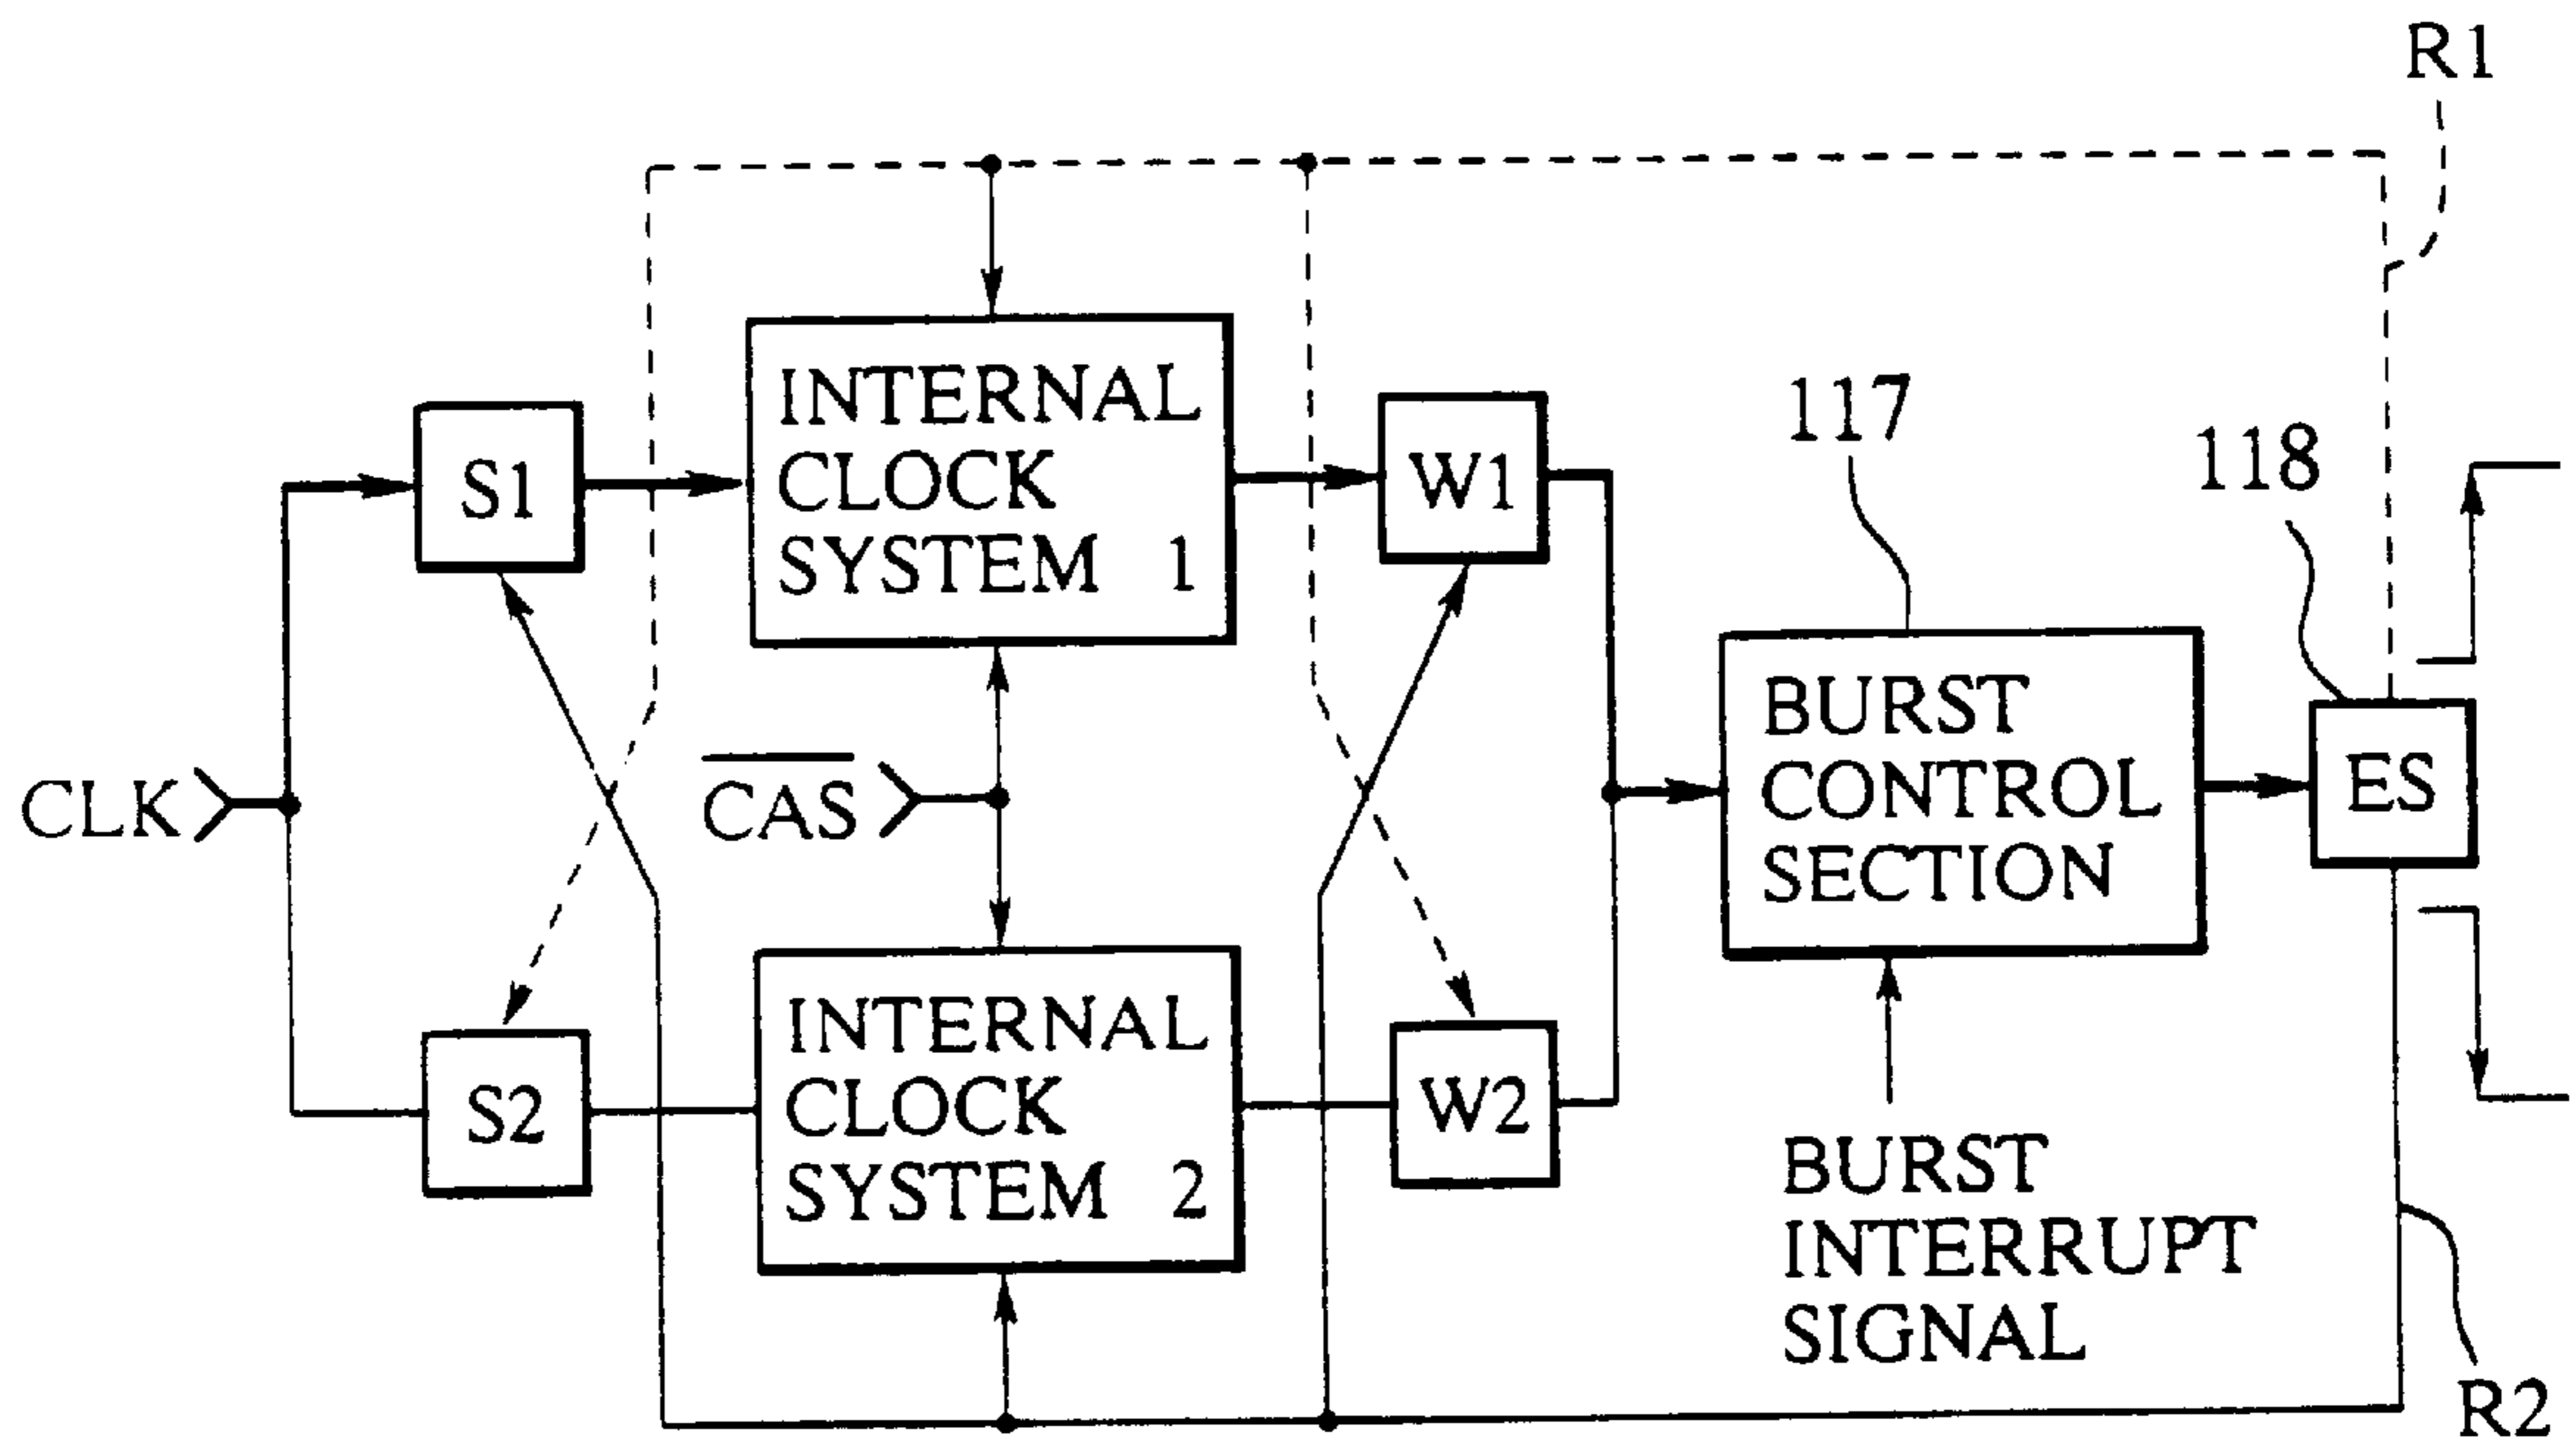 R1
INTERNAL
CLOCK
SYSTEM 1
S1
W1
117
118
BURST
CONTROL
SECTION
ES
CLK
CAS
INTERNAL
CLOCK
SYSTEM 2
S2
W2
BURST
INTERRUPT
SIGNAL
R2